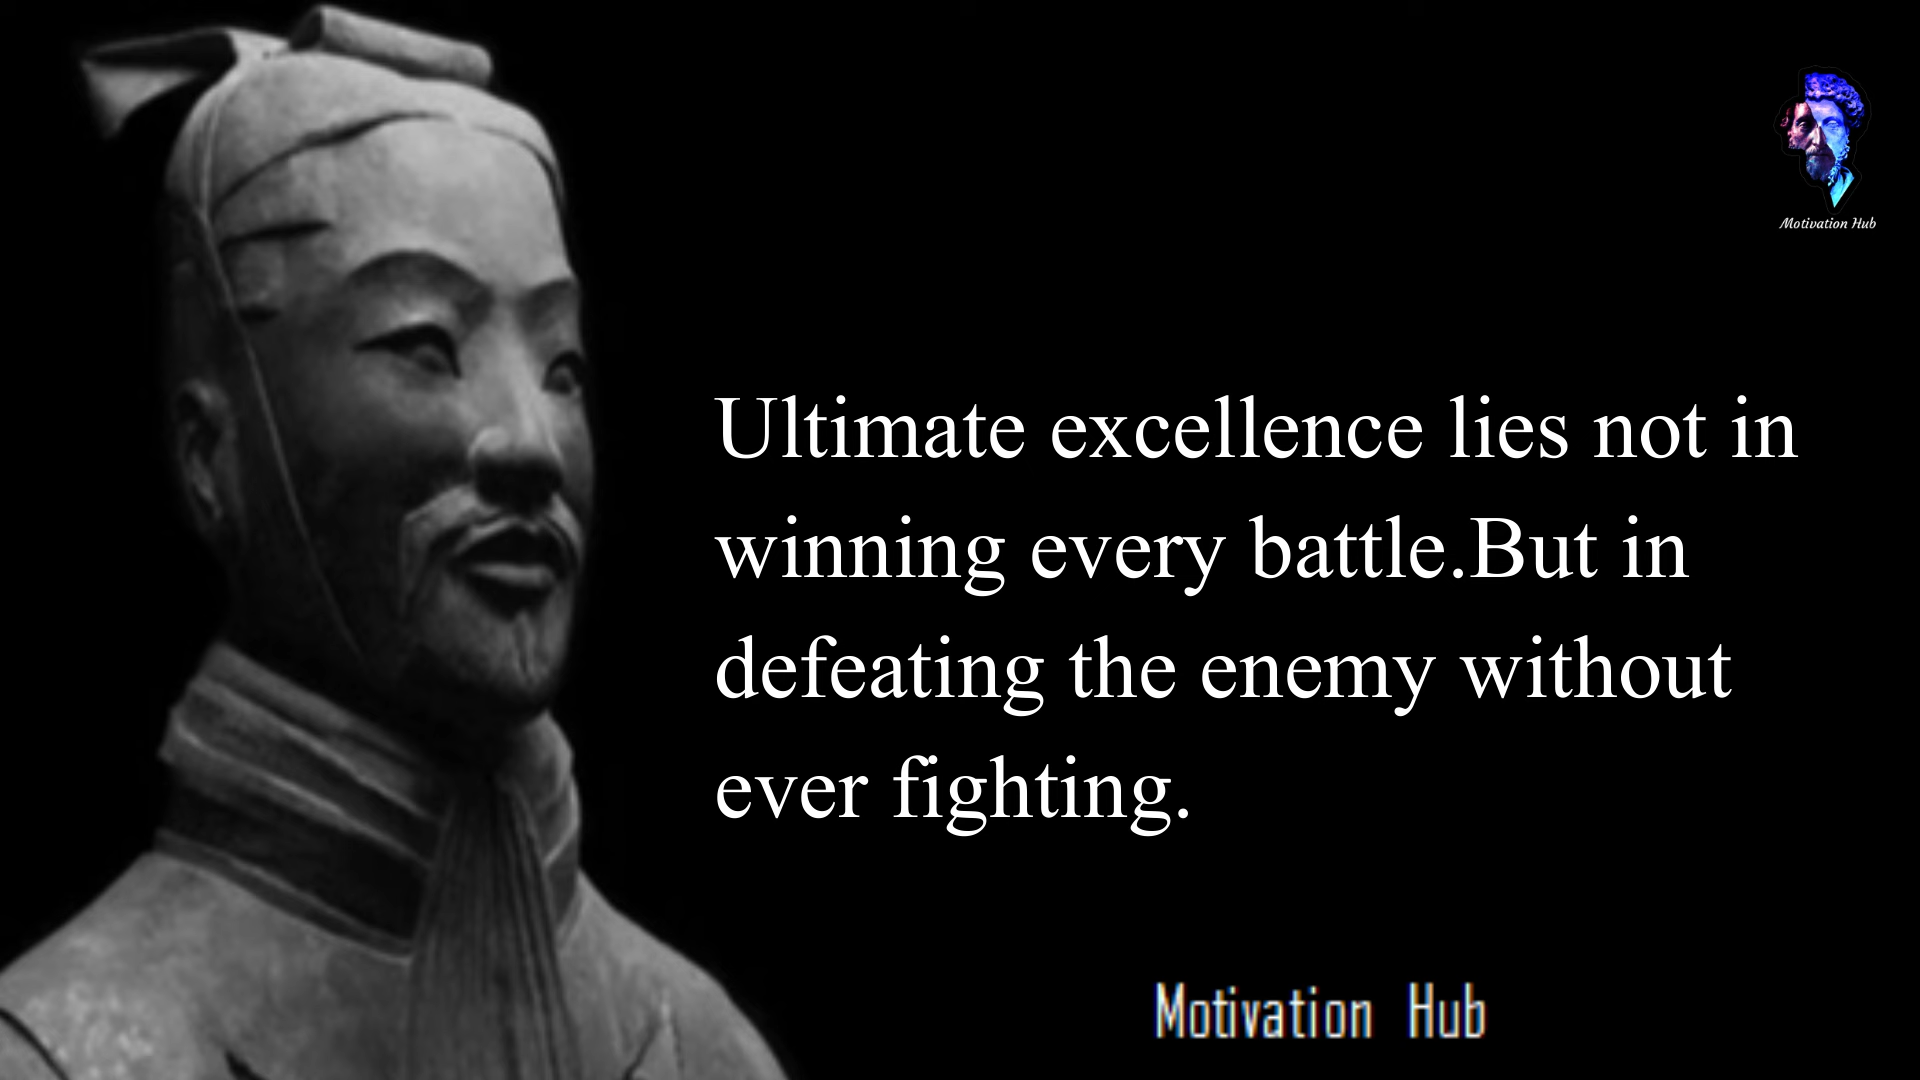 Motivation Hub
Ultimate excellence lies not in
winning every battle.But in
defeating the enemy without
ever fighting.
Motivation Hub